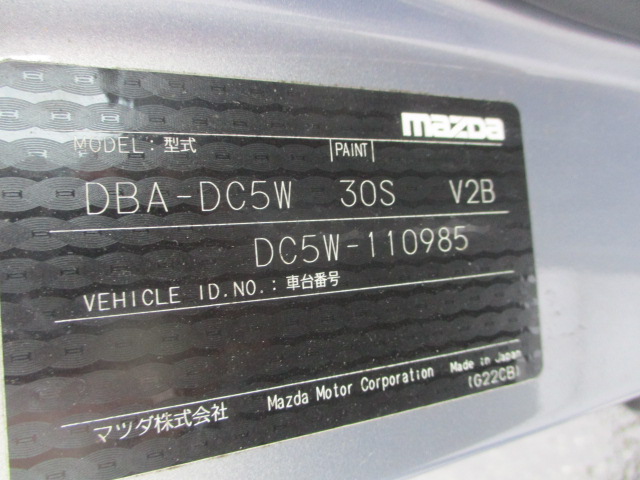 mazda
MODEL: 型式 PAINT
DBA-DC5W 30S V2B
DC5W-110985
VEHICLE ID.NO.: 車台番号
マツダ株式会社 Mazda Motor Corporation Made in Japan
(G22CB)